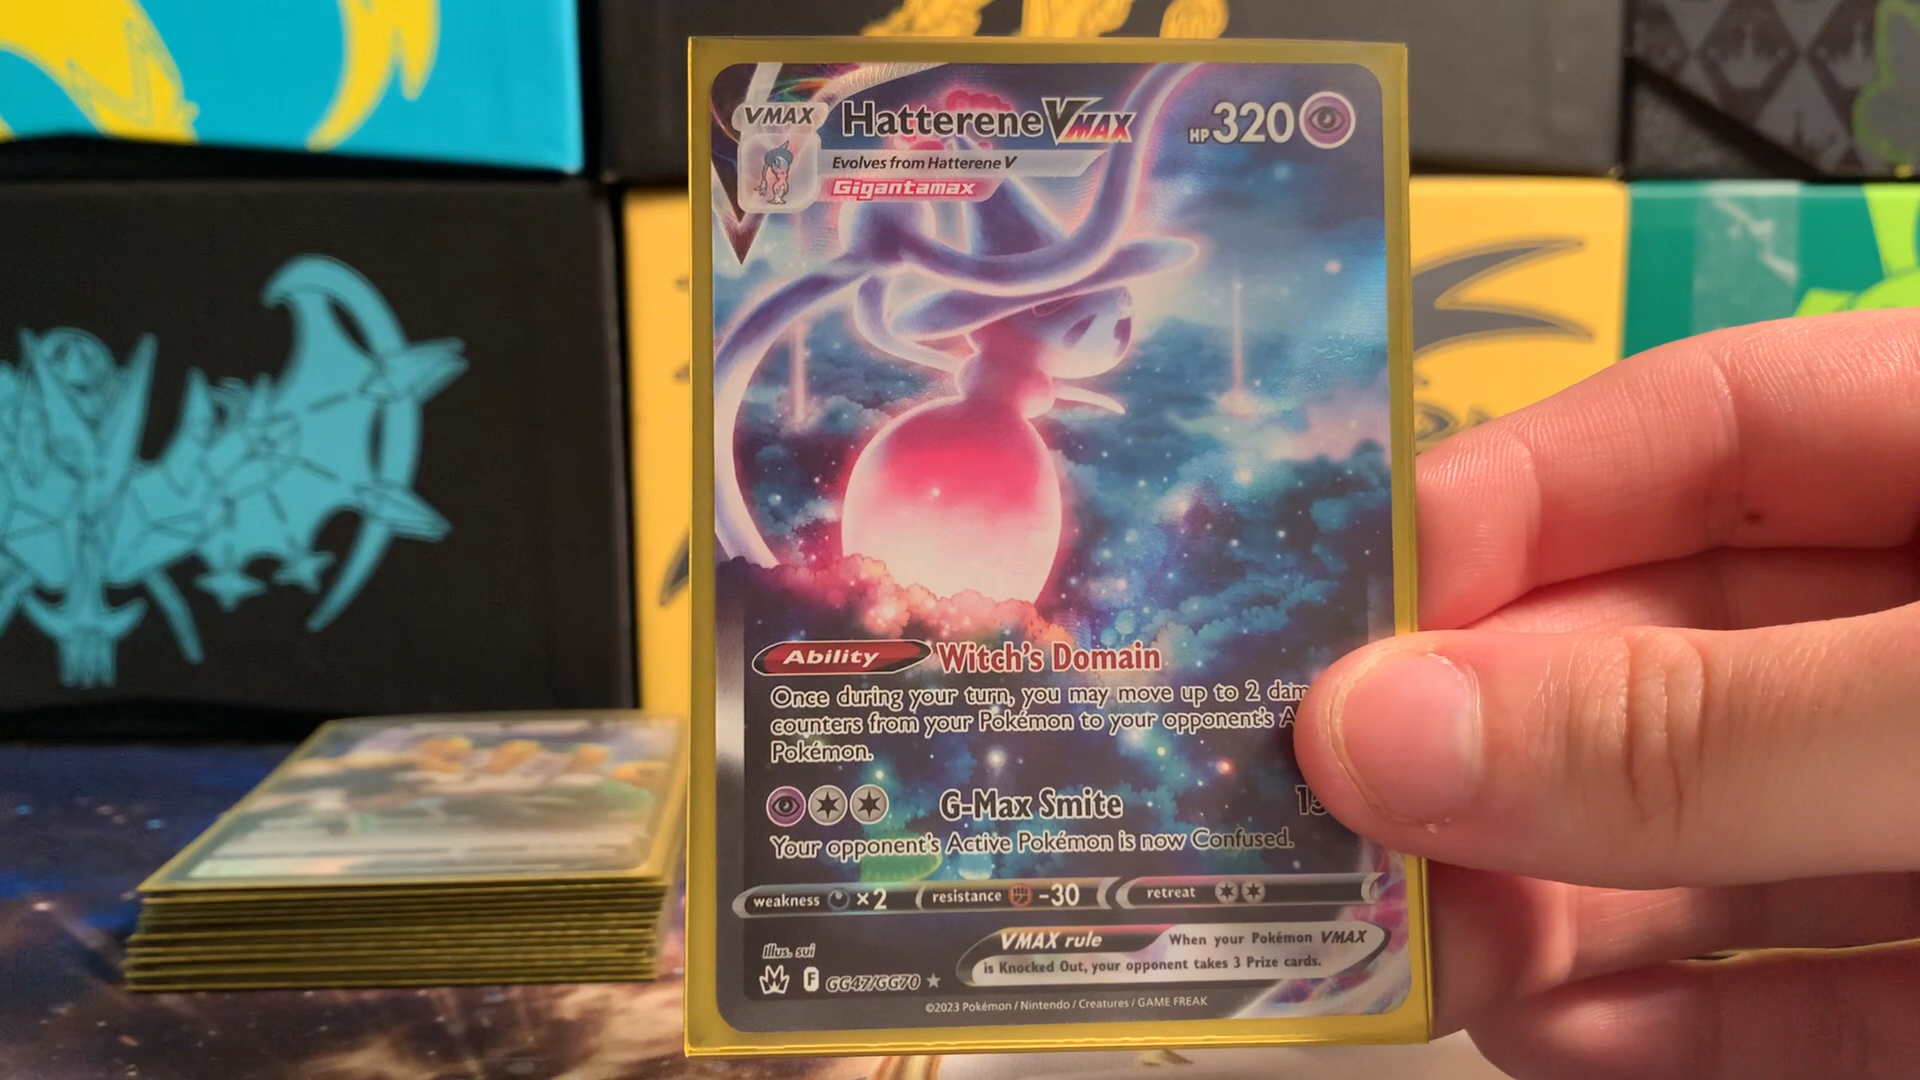 VMAX HattereneVMAX HP320
Evolves from Hatterene V
Gigantamax
Ability Witch's Domain
Once during your turn, you may move up to 2 dam
counters from your Pokémon to your opponent's A
Pokémon.
G-Max Smite 15
Your opponent's Active Pokémon is now Confused.
weakness ×2 resistance -30 retreat
Illus. sui
VMAX rule When your Pokémon VMAX
is Knocked Out, your opponent takes 3 Prize cards.
F GG47/GG70
©2023 Pokémon / Nintendo / Creatures / GAME FREAK